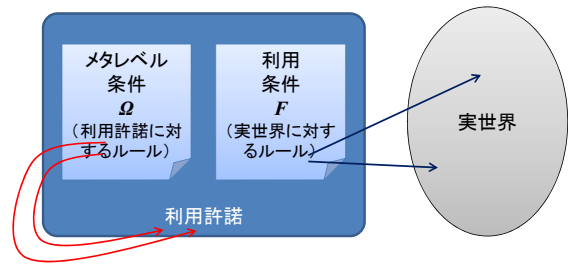 メタレベル
条件
Ω
（利用許諾に対
するルール）
利用
条件
F
（実世界に対す
るルール）
実世界
利用許諾